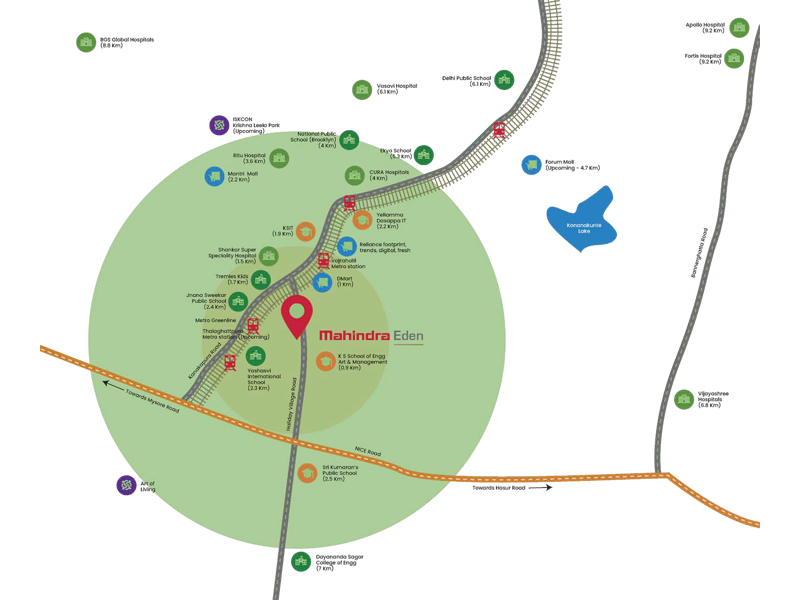 BGS Global Hospitals
(8.8 Km)
Apollo Hospital
(9.2 Km)
Fortis Hospital
(9.2 Km)
Vasavi Hospital
(6.1 Km)
Delhi Public School
(6.1 Km)
ISKCON
Krishna Leela Park
(Upcoming)
National Public
School (Brooklyn)
(4 Km)
Ekya School
(5.3 Km)
Ritu Hospital
(3.6 Km)
Mantri Mall
(2.2 Km)
CURA Hospitals
(4 Km)
Forum Mall
(Upcoming - 4.7 Km)
Konanakunte
Lake
Yellamma
Dasappa IT
(2.2 Km)
KSIT
(1.9 Km)
Reliance footprint,
trends, digital, fresh
Shankar Super
Speciality Hospital
(1.5 Km)
Vajrahalli
Metro station
Bannerghatta Road
Tremies Kids
(1.7 Km)
DMart
(1 Km)
Jnana Sweekar
Public School
(2.4 Km)
Metro Greenline
Thalaghattpura
Metro station (Upcoming)
Mahindra Eden
Kanakapura Road
Yashasvi
International
School
(2.3 Km)
K S School of Engg
Art & Management
(0.9 Km)
Holiday Village Road
Towards Mysore Road
Vijayashree
Hospitals
(6.8 Km)
NICE Road
Sri Kumaran's
Public School
(2.5 Km)
Towards Hosur Road
Art of
Living
Dayananda Sagar
College of Engg
(7 Km)